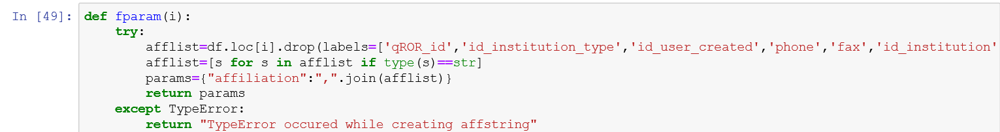 In [49]: def fparam(i):
    try:
        afflist=df.loc[i].drop(labels=['qROR_id','id_institution_type','id_user_created','phone','fax','id_institution'
        afflist=[s for s in afflist if type(s)==str]
        params={"affiliation":",".join(afflist)}
        return params
    except TypeError:
        return "TypeError occured while creating affstring"